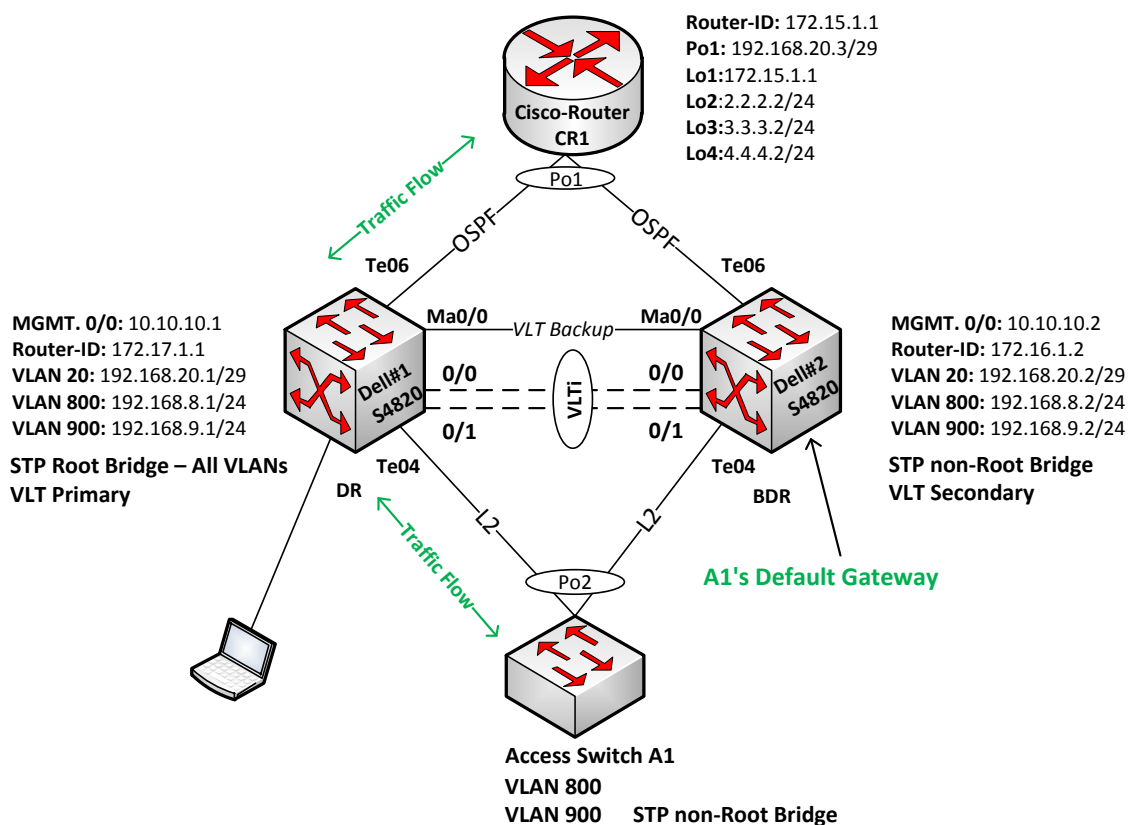 Router-ID: 172.15.1.1
Po1: 192.168.20.3/29
Lo1:172.15.1.1
Lo2:2.2.2.2/24
Lo3:3.3.3.2/24
Lo4:4.4.4.2/24
Cisco-Router
CR1
Po1
Traffic Flow
OSPF
OSPF
Te06
Te06
MGMT. 0/0: 10.10.10.1
Router-ID: 172.17.1.1
VLAN 20: 192.168.20.1/29
VLAN 800: 192.168.8.1/24
VLAN 900: 192.168.9.1/24
STP Root Bridge – All VLANs
VLT Primary
Dell#1
S4820
Ma0/0
VLT Backup
Ma0/0
0/0
0/0
VLTi
0/1
0/1
Dell#2
S4820
MGMT. 0/0: 10.10.10.2
Router-ID: 172.16.1.2
VLAN 20: 192.168.20.2/29
VLAN 800: 192.168.8.2/24
VLAN 900: 192.168.9.2/24
STP non-Root Bridge
VLT Secondary
Te04
Te04
DR
BDR
L2
L2
Traffic Flow
A1's Default Gateway
Po2
Access Switch A1
VLAN 800
VLAN 900 STP non-Root Bridge